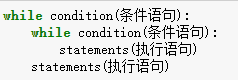 while condition(条件语句):
    while condition(条件语句):
        statements(执行语句)
    statements(执行语句)